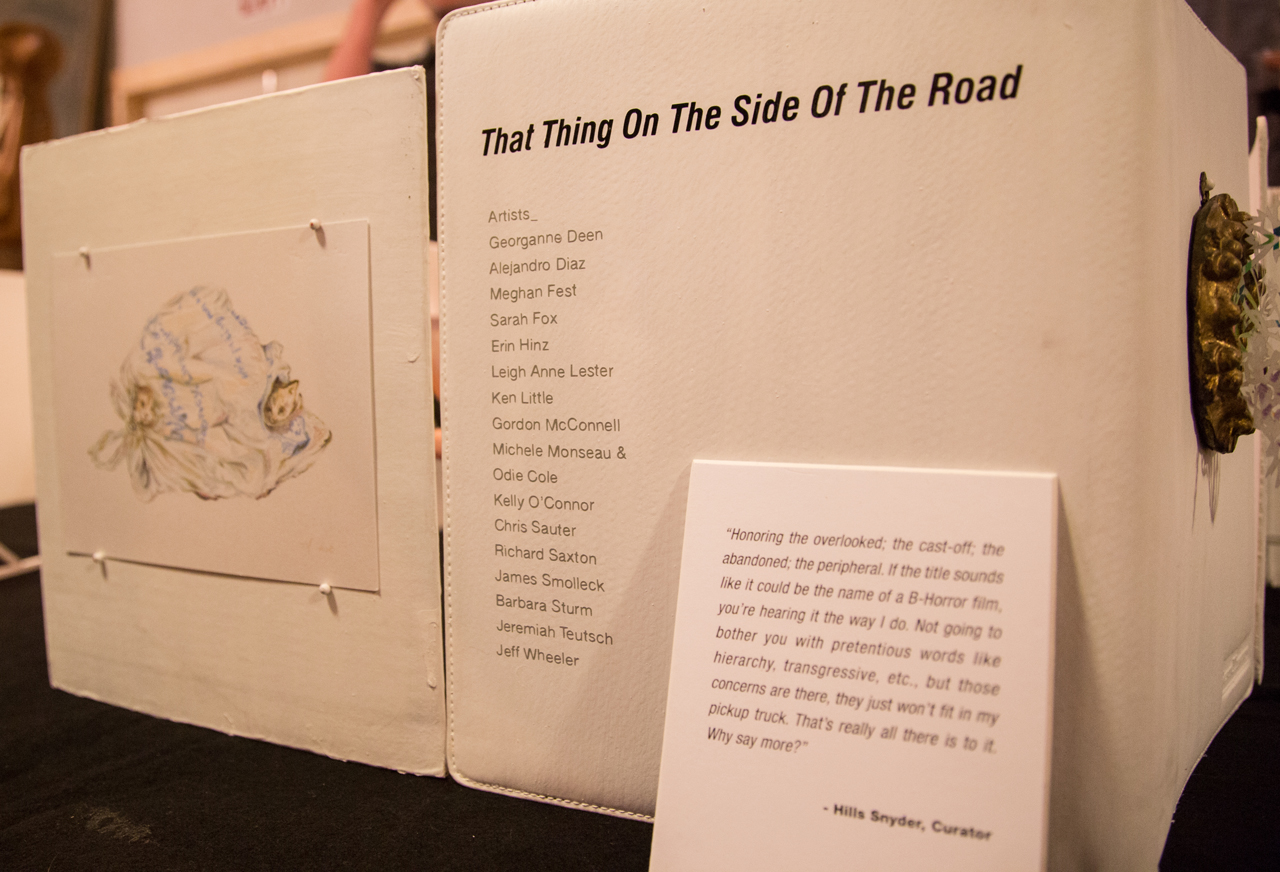 That Thing On The Side Of The Road
Artists_
Georganne Deen
Alejandro Diaz
Meghan Fest
Sarah Fox
Erin Hinz
Leigh Anne Lester
Ken Little
Gordon McConnell
Michele Monseau &
Odie Cole
Kelly O'Connor
Chris Sauter
Richard Saxton
James Smolleck
Barbara Sturm
Jeremiah Teutsch
Jeff Wheeler
"Honoring the overlooked; the cast-off; the
abandoned; the peripheral. If the title sounds
like it could be the name of a B-Horror film,
you're hearing it the way I do. Not going to
bother you with pretentious words like
hierarchy, transgressive, etc., but those
concerns are there, they just won't fit in my
pickup truck. That's really all there is to it.
Why say more?"
- Hills Snyder, Curator